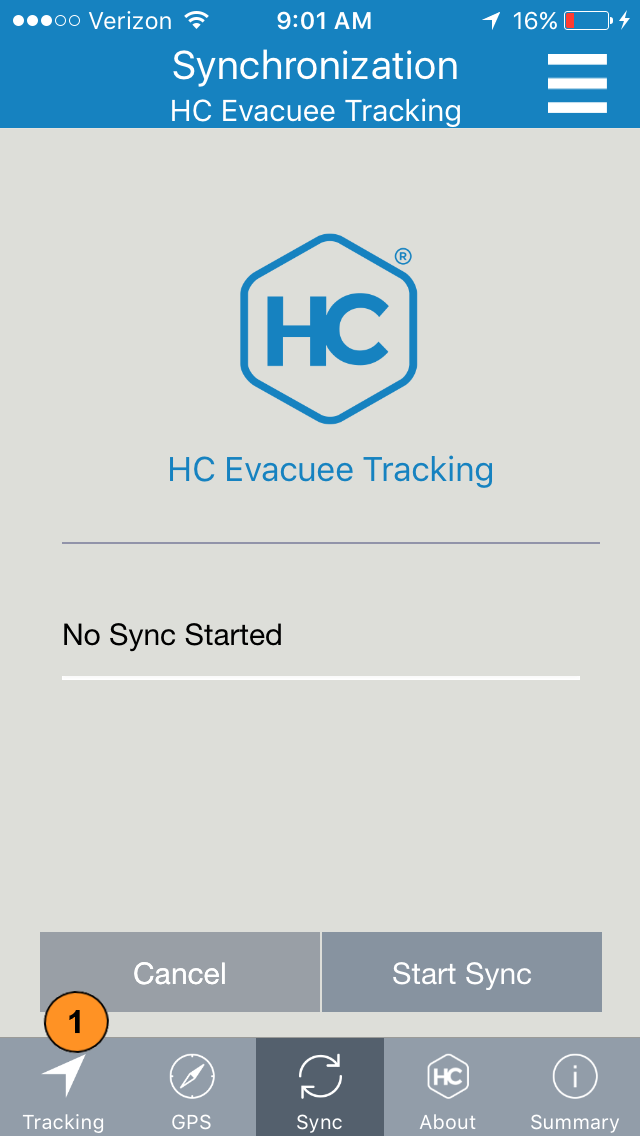 Verizon 9:01 AM 16%
Synchronization
HC Evacuee Tracking
HC ®
HC Evacuee Tracking
No Sync Started
Cancel Start Sync
1
HC
Tracking GPS Sync About Summary